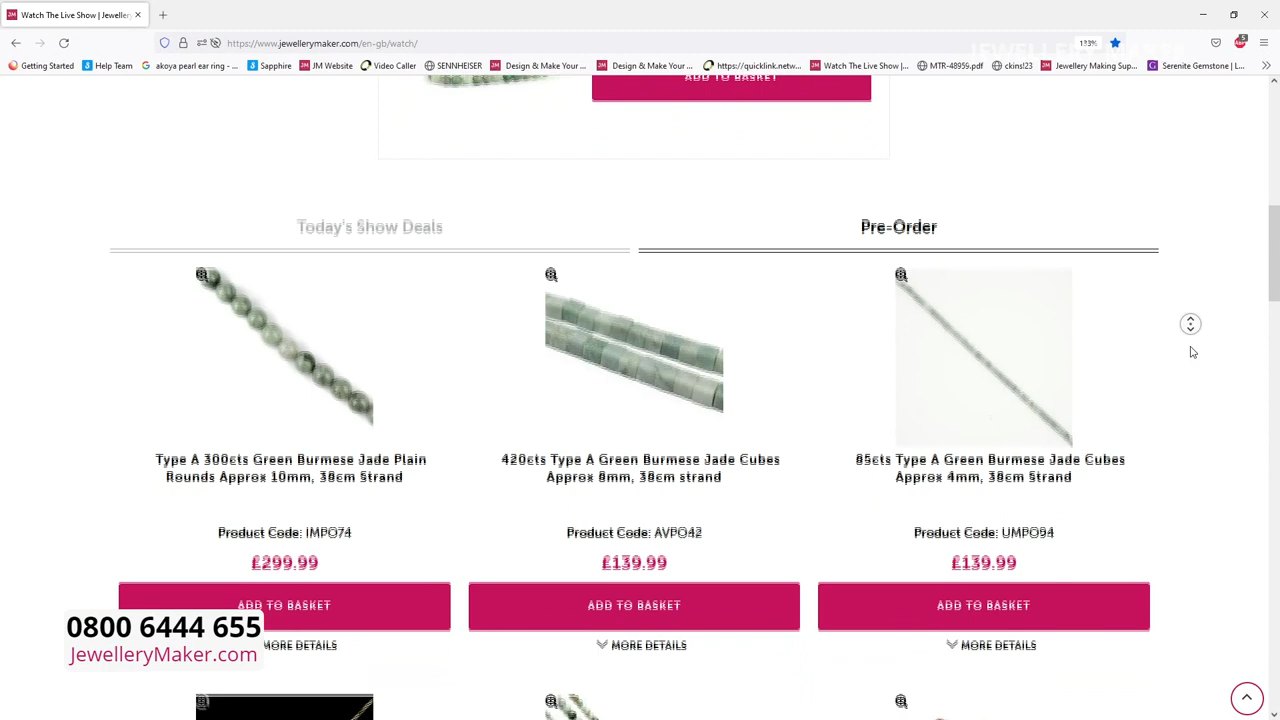 Watch The Live Show | Jewellery
https://www.jewellerymaker.com/en-gb/watch/
133%
Getting Started
Help Team
akoya pearl ear ring - ...
Sapphire
JM Website
Video Caller
SENNHEISER
Design & Make Your ...
Design & Make Your ...
https://quicklink.netw...
Watch The Live Show |...
MTR-48959.pdf
ckins!23
Jewellery Making Sup...
Serenite Gemstone | L...
ADD TO BASKET
Today's Show Deals
Pre-Order
Type A 300cts Green Burmese Jade Plain
Rounds Approx 10mm, 38cm Strand
Product Code: IMPO74
£299.99
ADD TO BASKET
MORE DETAILS
420cts Type A Green Burmese Jade Cubes
Approx 8mm, 38cm strand
Product Code: AVPO42
£139.99
ADD TO BASKET
MORE DETAILS
85cts Type A Green Burmese Jade Cubes
Approx 4mm, 38cm Strand
Product Code: UMPO94
£139.99
ADD TO BASKET
MORE DETAILS
0800 6444 655
JewelleryMaker.com